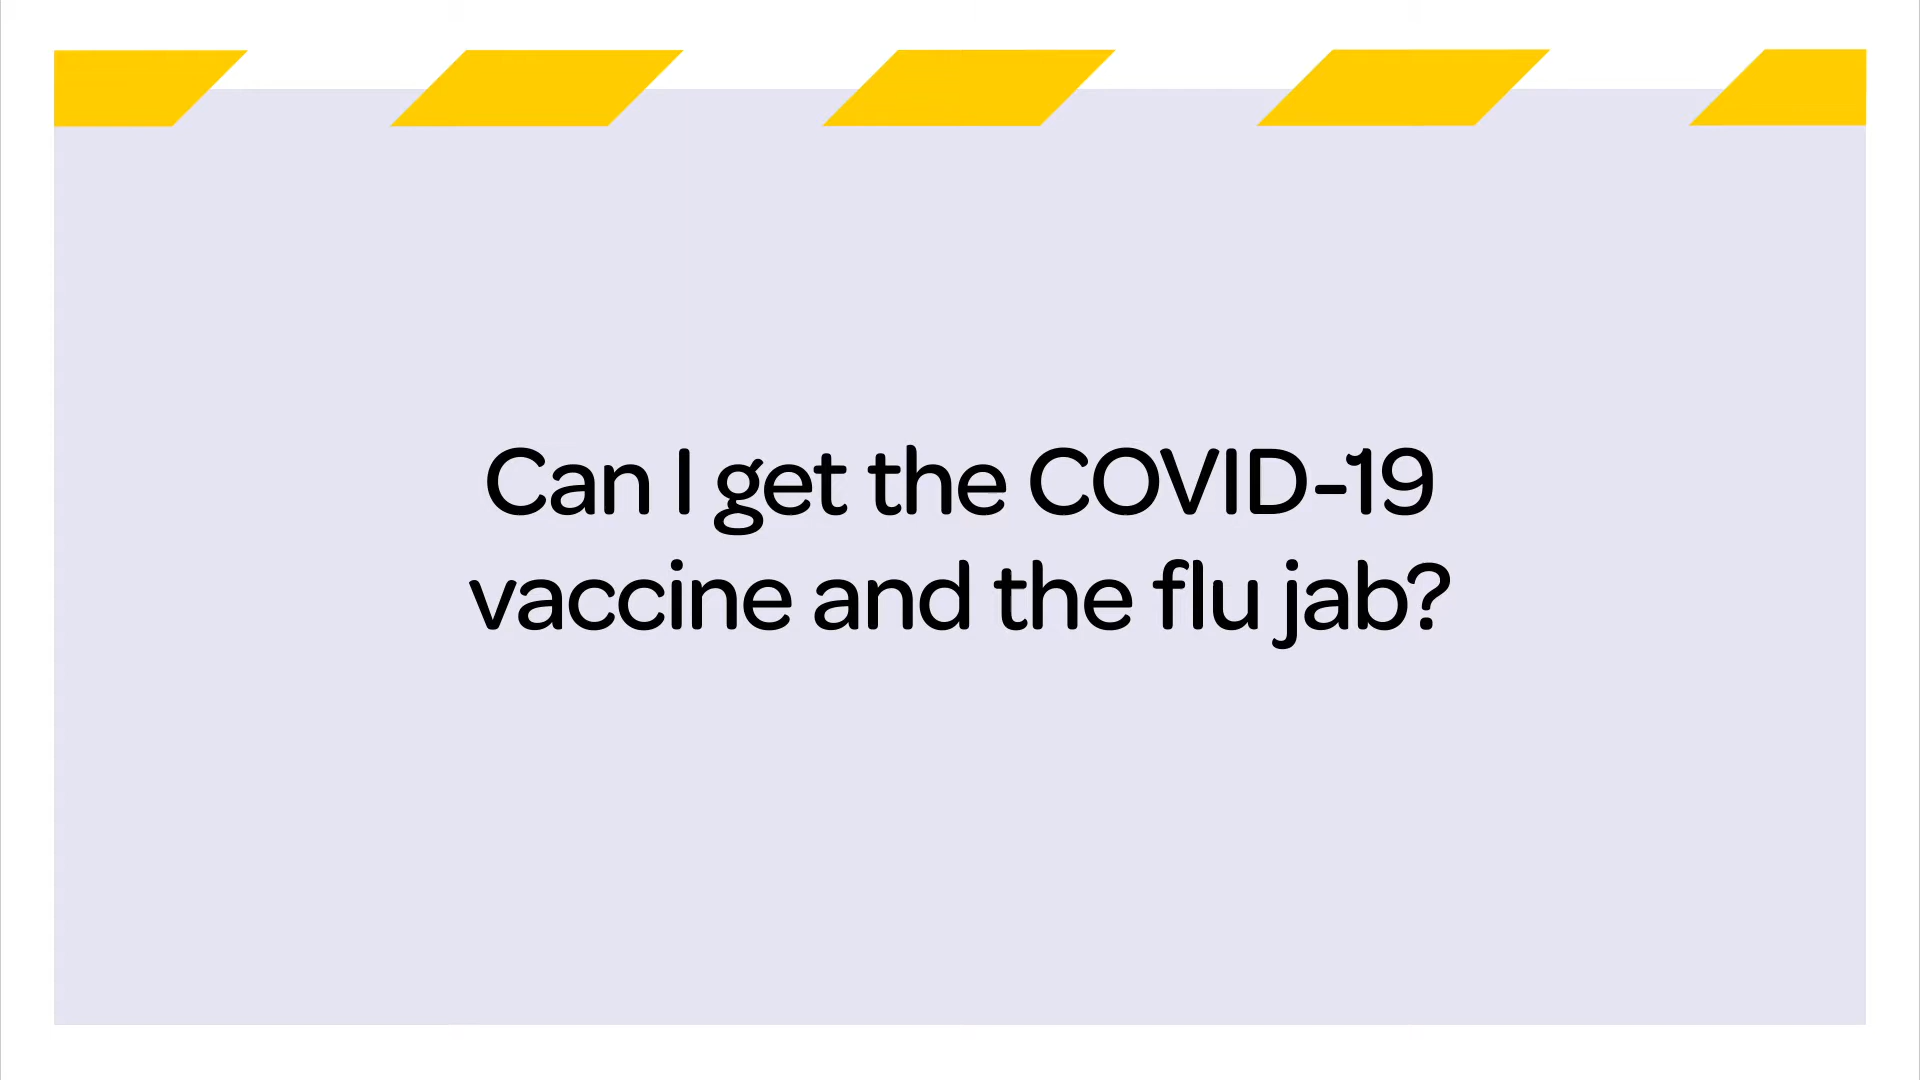 Can I get the COVID-19
vaccine and the flu jab?